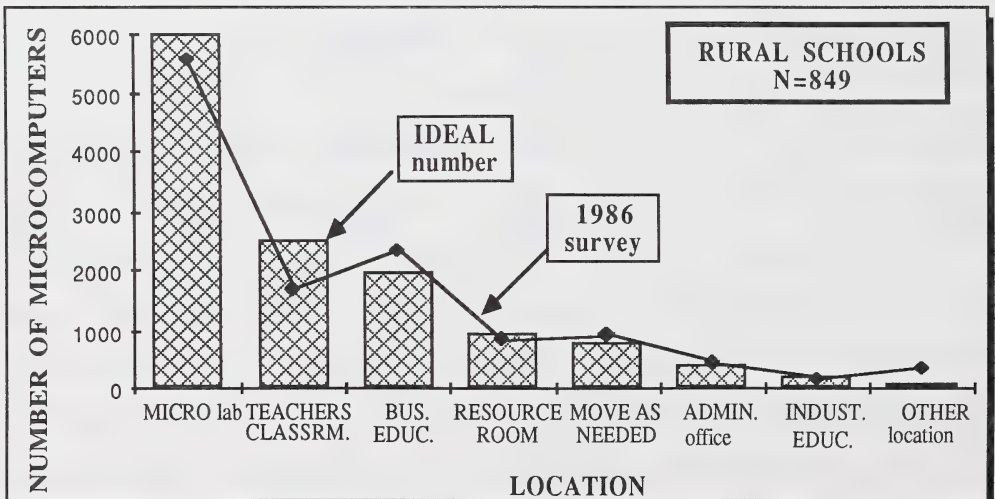 RURAL SCHOOLS
N=849
NUMBER OF MICROCOMPUTERS
6000
5000
4000
3000
2000
1000
0
IDEAL
number
1986
survey
MICRO lab TEACHERS BUS. RESOURCE MOVE AS ADMIN. INDUST. OTHER
CLASSRM. EDUC. ROOM NEEDED office EDUC. location
LOCATION